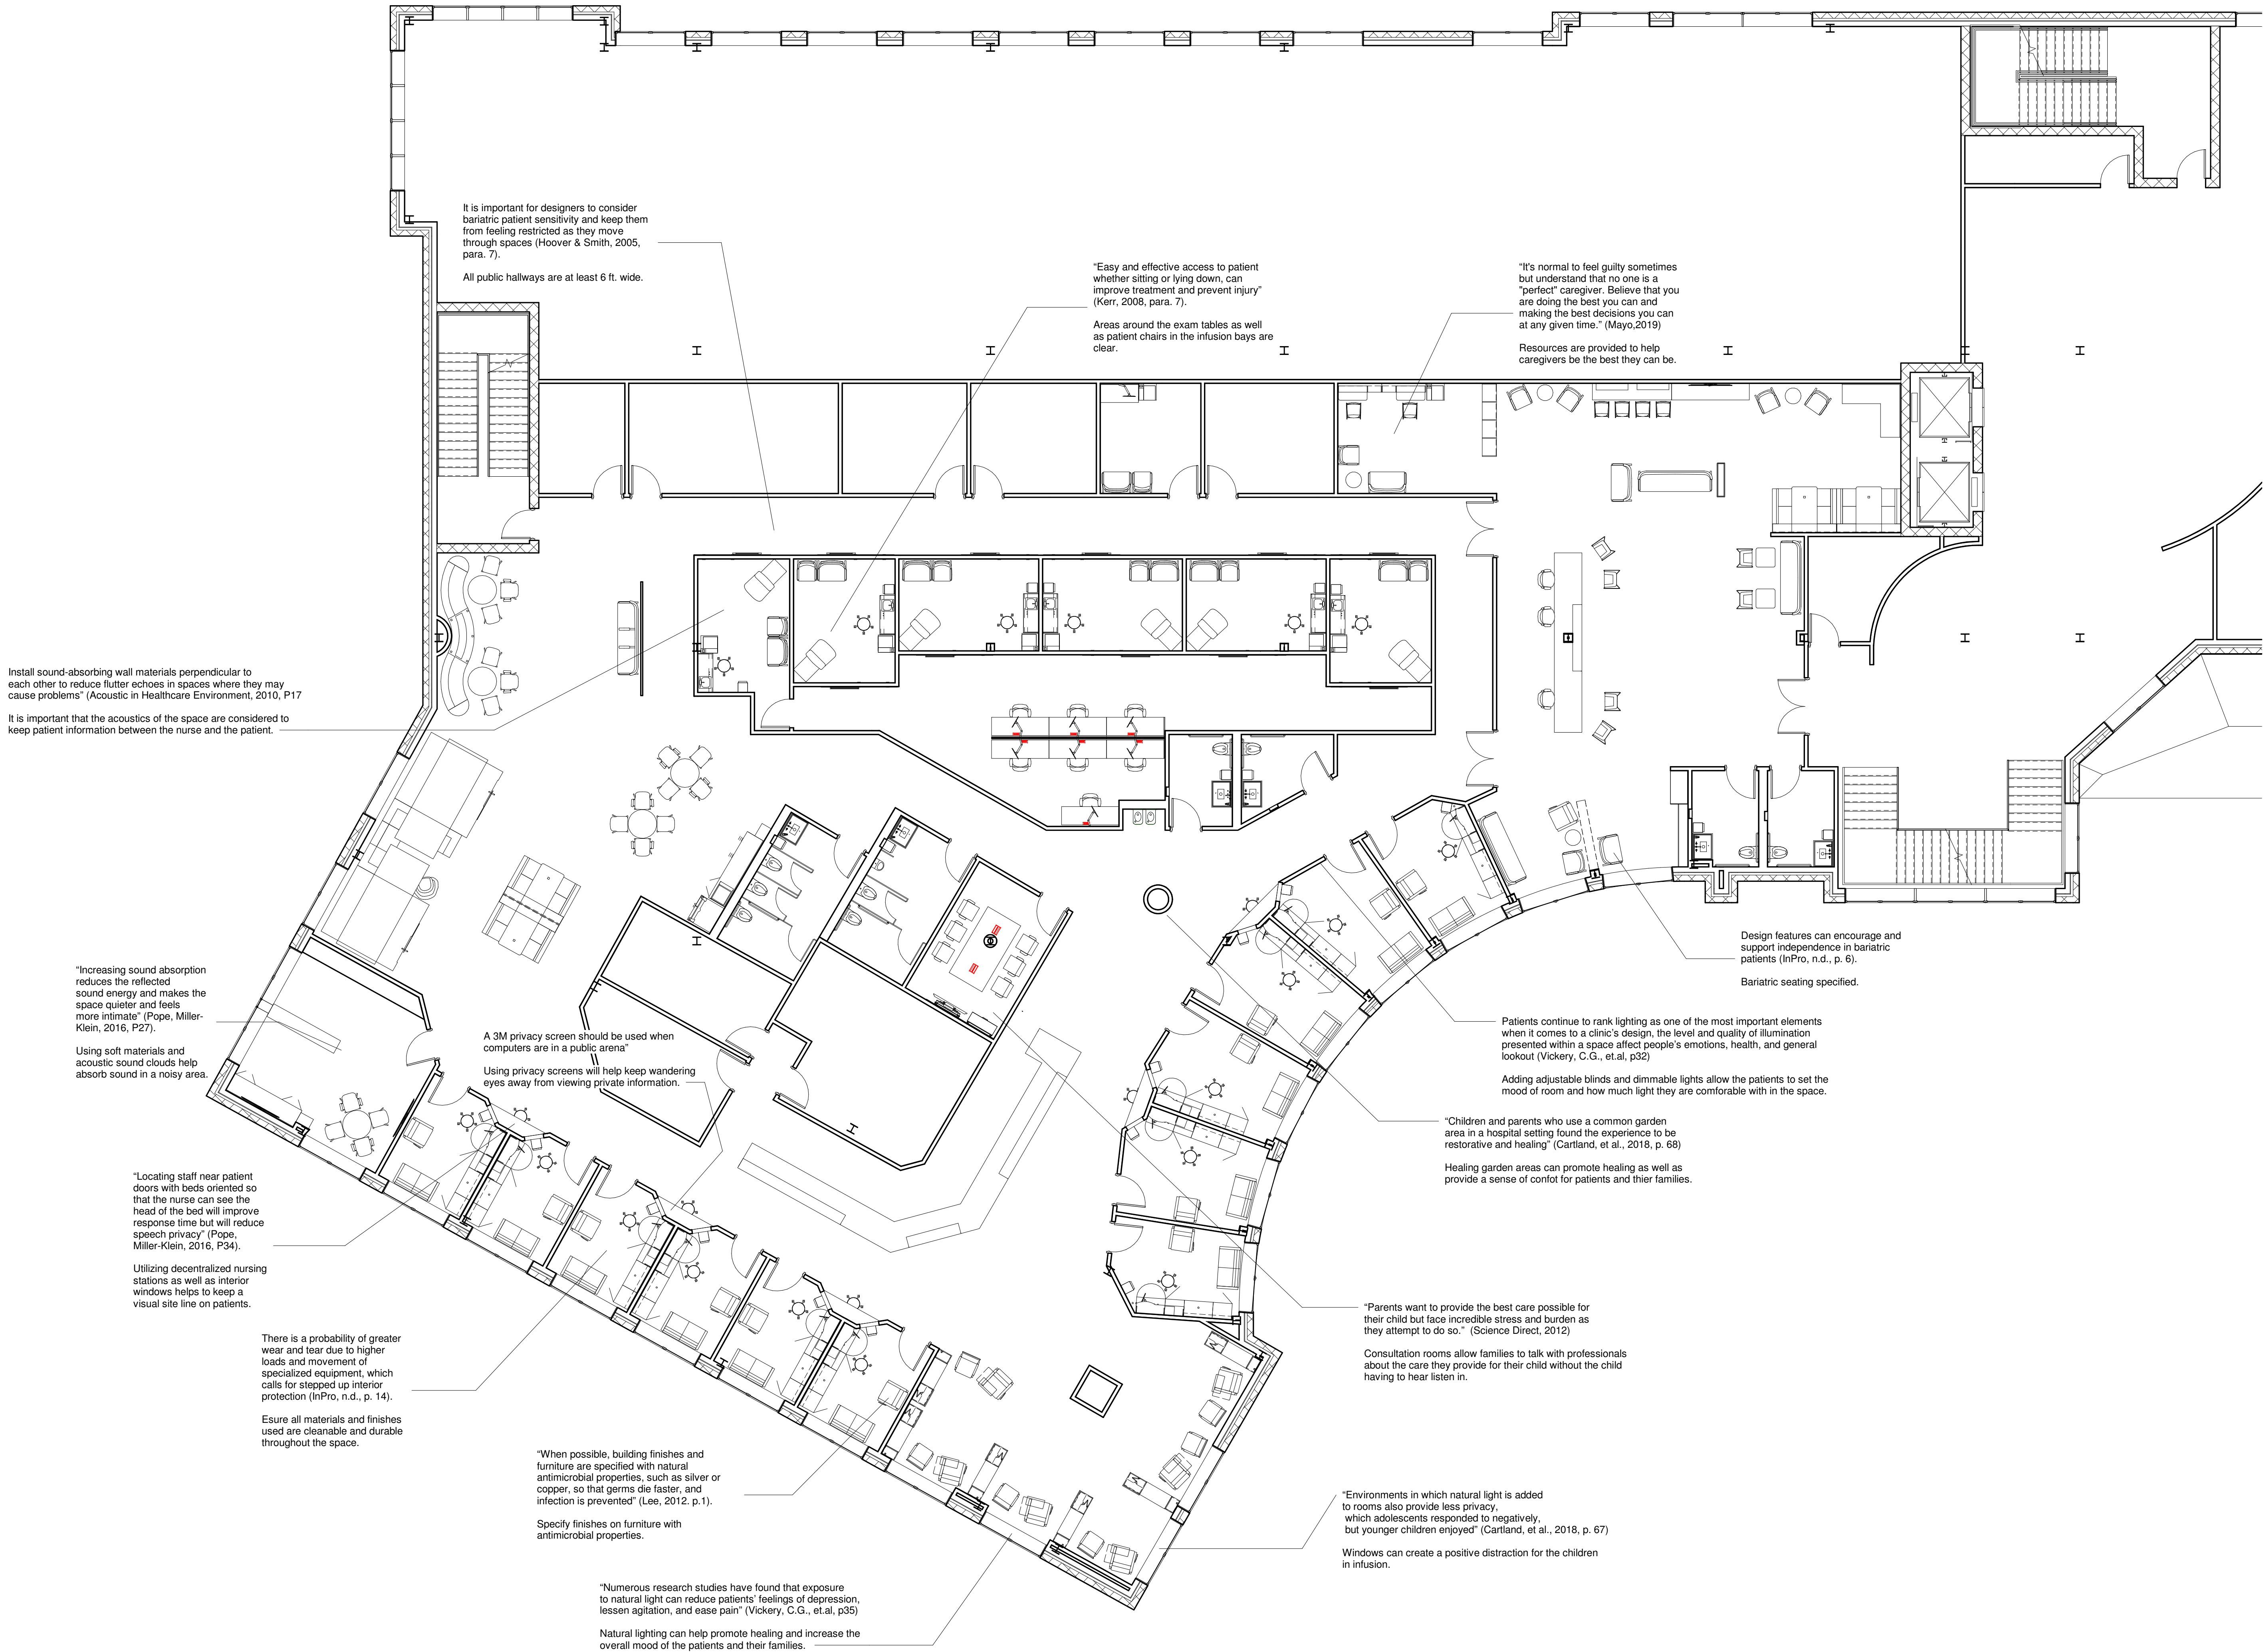 It is important for designers to consider
bariatric patient sensitivity and keep them
from feeling restricted as they move
through spaces (Hoover & Smith, 2005,
para. 7).
All public hallways are at least 6 ft. wide.
“Easy and effective access to patient
whether sitting or lying down, can
improve treatment and prevent injury”
(Kerr, 2008, para. 7).
Areas around the exam tables as well
as patient chairs in the infusion bays are
clear.
“It's normal to feel guilty sometimes
but understand that no one is a
"perfect" caregiver. Believe that you
are doing the best you can and
making the best decisions you can
at any given time.” (Mayo,2019)
Resources are provided to help
caregivers be the best they can be.
Install sound-absorbing wall materials perpendicular to
each other to reduce flutter echoes in spaces where they may
cause problems” (Acoustic in Healthcare Environment, 2010, P17
It is important that the acoustics of the space are considered to
keep patient information between the nurse and the patient.
“Increasing sound absorption
reduces the reflected
sound energy and makes the
space quieter and feels
more intimate” (Pope, Miller-
Klein, 2016, P27).
Using soft materials and
acoustic sound clouds help
absorb sound in a noisy area.
A 3M privacy screen should be used when
computers are in a public arena”
Using privacy screens will help keep wandering
eyes away from viewing private information.
Design features can encourage and
support independence in bariatric
patients (InPro, n.d., p. 6).
Bariatric seating specified.
Patients continue to rank lighting as one of the most important elements
when it comes to a clinic’s design, the level and quality of illumination
presented within a space affect people’s emotions, health, and general
lookout (Vickery, C.G., et.al, p32)
Adding adjustable blinds and dimmable lights allow the patients to set the
mood of room and how much light they are comforable with in the space.
“Children and parents who use a common garden
area in a hospital setting found the experience to be
restorative and healing” (Cartland, et al., 2018, p. 68)
Healing garden areas can promote healing as well as
provide a sense of confot for patients and thier families.
“Locating staff near patient
doors with beds oriented so
that the nurse can see the
head of the bed will improve
response time but will reduce
speech privacy” (Pope,
Miller-Klein, 2016, P34).
Utilizing decentralized nursing
stations as well as interior
windows helps to keep a
visual site line on patients.
“Parents want to provide the best care possible for
their child but face incredible stress and burden as
they attempt to do so.” (Science Direct, 2012)
Consultation rooms allow families to talk with professionals
about the care they provide for their child without the child
having to hear listen in.
There is a probability of greater
wear and tear due to higher
loads and movement of
specialized equipment, which
calls for stepped up interior
protection (InPro, n.d., p. 14).
Esure all materials and finishes
used are cleanable and durable
throughout the space.
“When possible, building finishes and
furniture are specified with natural
antimicrobial properties, such as silver or
copper, so that germs die faster, and
infection is prevented” (Lee, 2012. p.1).
Specify finishes on furniture with
antimicrobial properties.
“Environments in which natural light is added
to rooms also provide less privacy,
which adolescents responded to negatively,
but younger children enjoyed” (Cartland, et al., 2018, p. 67)
Windows can create a positive distraction for the children
in infusion.
“Numerous research studies have found that exposure
to natural light can reduce patients’ feelings of depression,
lessen agitation, and ease pain” (Vickery, C.G., et.al, p35)
Natural lighting can help promote healing and increase the
overall mood of the patients and their families.